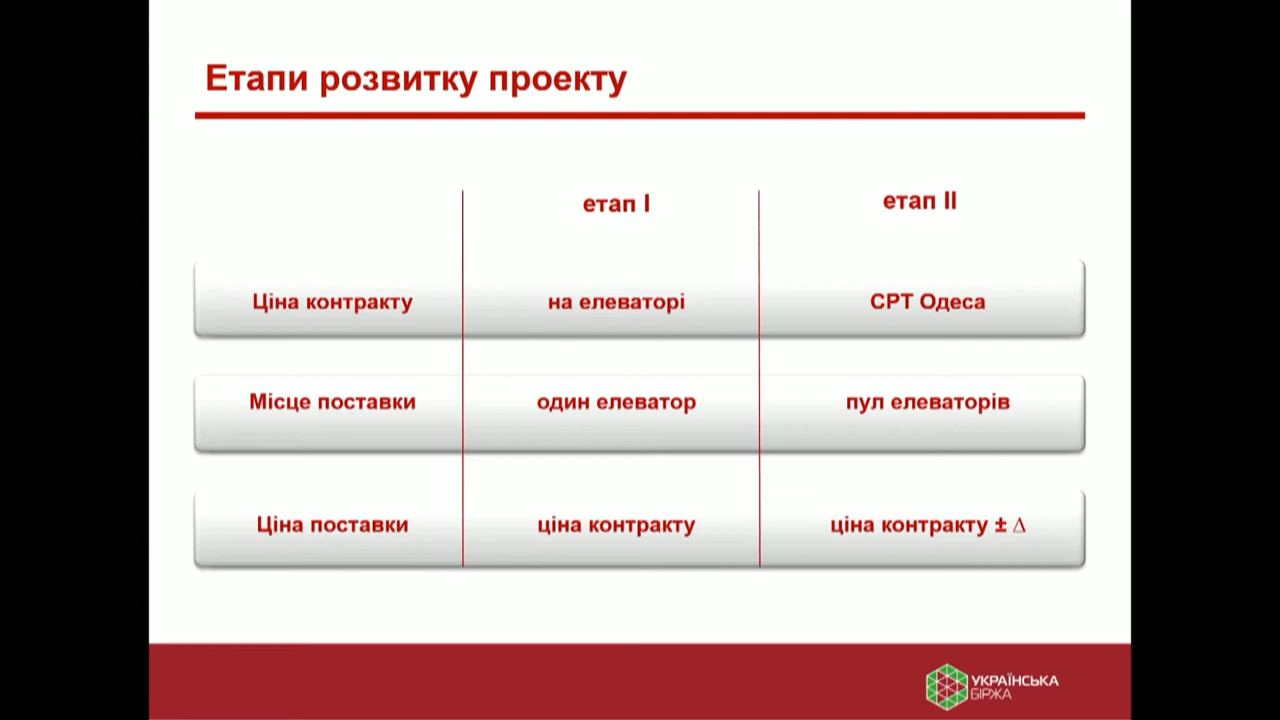 Етапи розвитку проекту
етап I
етап II
Ціна контракту
на елеваторі
СРТ Одеса
Місце поставки
один елеватор
пул елеваторів
Ціна поставки
ціна контракту
ціна контракту ± ∆
УКРАЇНСЬКА
БІРЖА